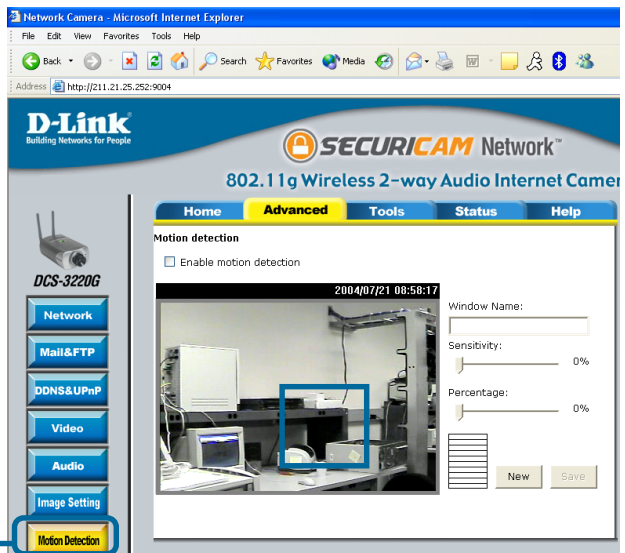 Network Camera - Microsoft Internet Explorer
File Edit View Favorites Tools Help
Back Search Favorites Media
Address http://211.21.25.252:9004
D-Link
Building Networks for People
SECURICAM Network™
802.11g Wireless 2-way Audio Internet Camer
Home Advanced Tools Status Help
DCS-3220G
Network
Mail&FTP
DDNS&UPnP
Video
Audio
Image Setting
Motion Detection
Motion detection
Enable motion detection
2004/07/21 08:58:17
Window Name:
Sensitivity:
0%
Percentage:
0%
New Save